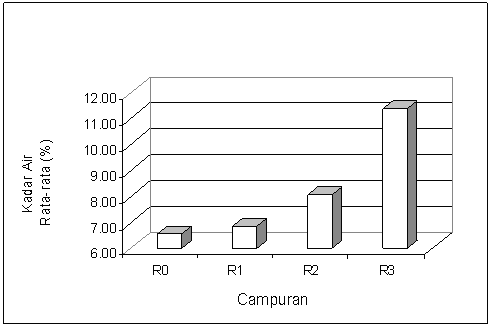 12.00
11.00
10.00
9.00
8.00
7.00
6.00
Kadar Air
Rata-rata (%)
R0 R1 R2 R3
Campuran